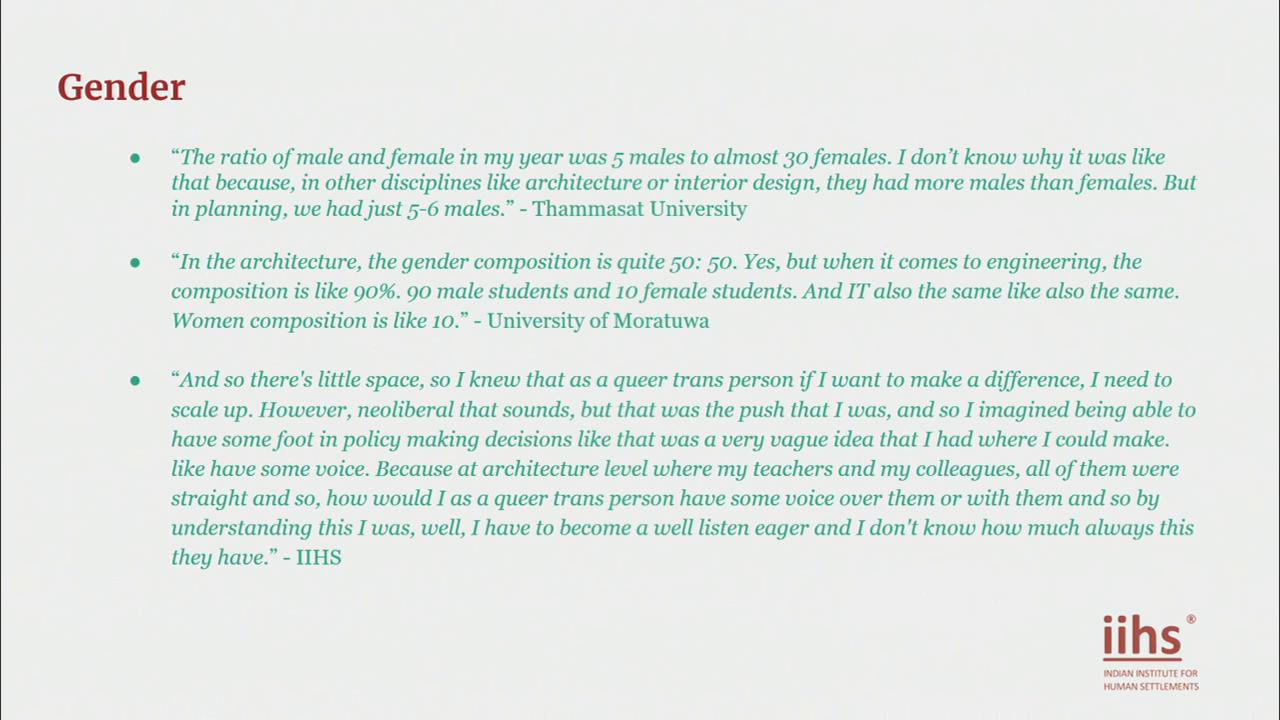 Gender
● “The ratio of male and female in my year was 5 males to almost 30 females. I don’t know why it was like
that because, in other disciplines like architecture or interior design, they had more males than females. But
in planning, we had just 5-6 males.” - Thammasat University
● “In the architecture, the gender composition is quite 50: 50. Yes, but when it comes to engineering, the
composition is like 90%. 90 male students and 10 female students. And IT also the same like also the same.
Women composition is like 10.” - University of Moratuwa
● “And so there's little space, so I knew that as a queer trans person if I want to make a difference, I need to
scale up. However, neoliberal that sounds, but that was the push that I was, and so I imagined being able to
have some foot in policy making decisions like that was a very vague idea that I had where I could make.
like have some voice. Because at architecture level where my teachers and my colleagues, all of them were
straight and so, how would I as a queer trans person have some voice over them or with them and so by
understanding this I was, well, I have to become a well listen eager and I don't know how much always this
they have.” - IIHS
iihs®
INDIAN INSTITUTE FOR
HUMAN SETTLEMENTS